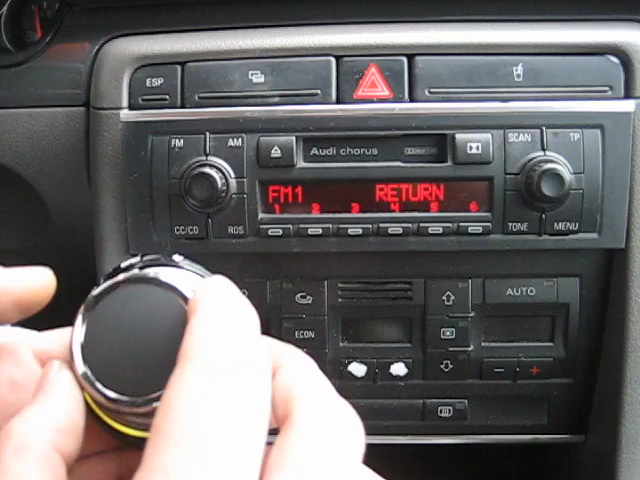 ESP
FM AM
Audi chorus
SCAN TP
FM1 RETURN
1 2 3 4 5 6
CC/CD RDS
TONE MENU
ECON
AUTO
- +